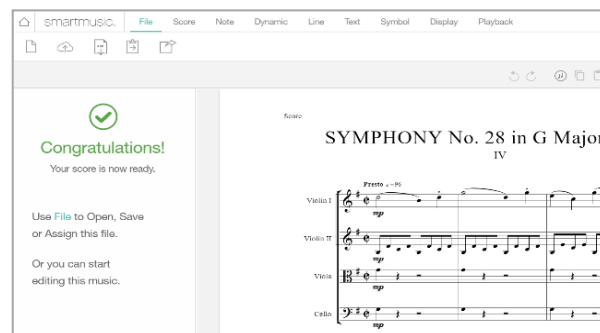 smartmusic. File Score Note Dynamic Line Text Symbol Display Playback
Congratulations!
Your score is now ready.
Use File to Open, Save
or Assign this file.
Or you can start
editing this music.
Score
SYMPHONY No. 28 in G Major
IV
Presto ♩=96
Violin I
mp
Violin II
mp
Viola
mp
Cello
mp